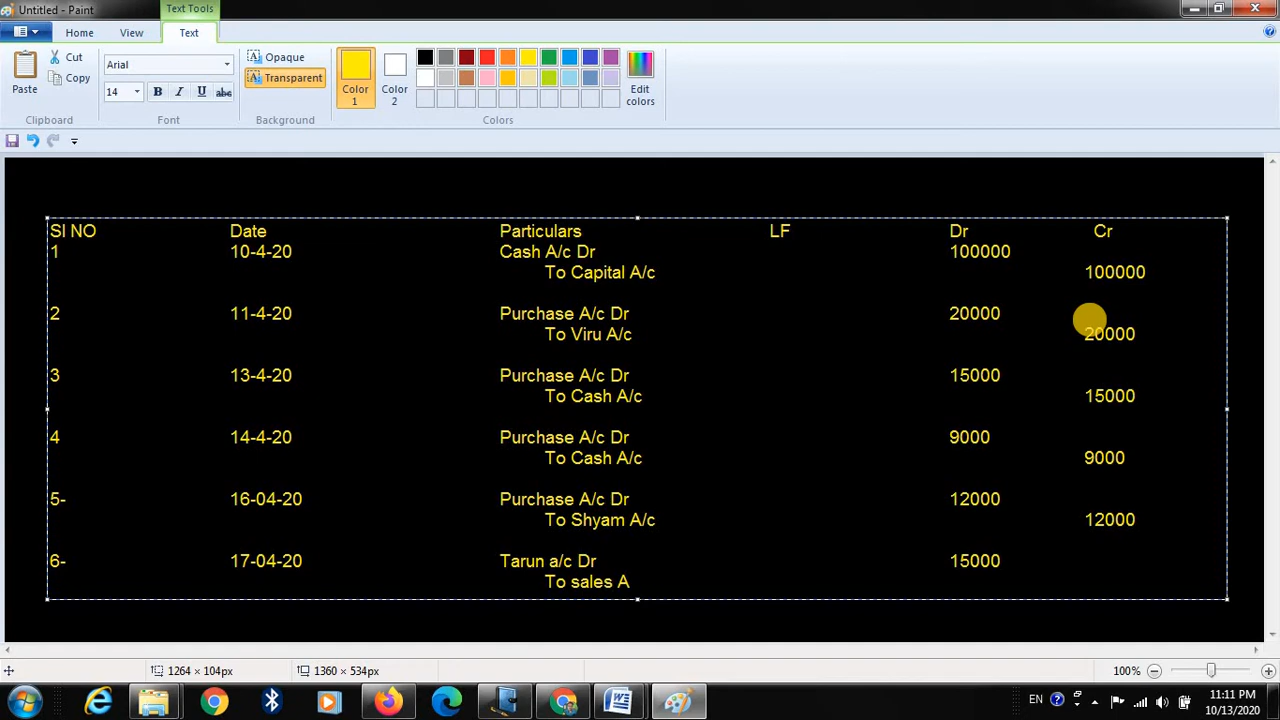 Untitled - Paint
Text Tools
Home View Text
Paste
Cut
Copy
Clipboard
Arial
14 B I U abc
Font
Opaque
Transparent
Background
Color 1
Color 2
Edit colors
Colors
Sl NO Date Particulars LF Dr Cr
1 10-4-20 Cash A/c Dr 100000
To Capital A/c 100000
2 11-4-20 Purchase A/c Dr 20000
To Viru A/c 20000
3 13-4-20 Purchase A/c Dr 15000
To Cash A/c 15000
4 14-4-20 Purchase A/c Dr 9000
To Cash A/c 9000
5- 16-04-20 Purchase A/c Dr 12000
To Shyam A/c 12000
6- 17-04-20 Tarun a/c Dr 15000
To sales A
1264 × 104px 1360 × 534px 100%
EN 11:11 PM
10/13/2020